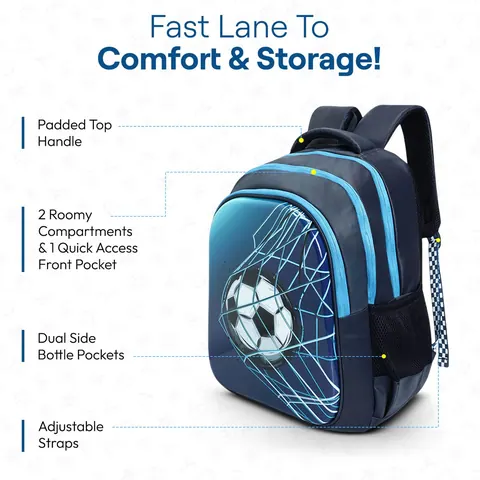 Fast Lane To
Comfort & Storage!
Padded Top
Handle
2 Roomy
Compartments
& 1 Quick Access
Front Pocket
Dual Side
Bottle Pockets
Adjustable
Straps